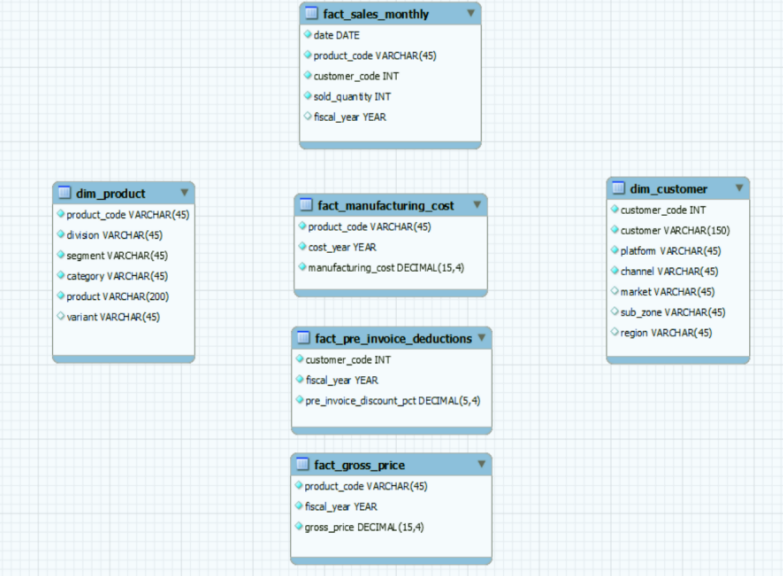 fact_sales_monthly
date DATE
product_code VARCHAR(45)
customer_code INT
sold_quantity INT
fiscal_year YEAR
dim_product
product_code VARCHAR(45)
division VARCHAR(45)
segment VARCHAR(45)
category VARCHAR(45)
product VARCHAR(200)
variant VARCHAR(45)
fact_manufacturing_cost
product_code VARCHAR(45)
cost_year YEAR
manufacturing_cost DECIMAL(15,4)
dim_customer
customer_code INT
customer VARCHAR(150)
platform VARCHAR(45)
channel VARCHAR(45)
market VARCHAR(45)
sub_zone VARCHAR(45)
region VARCHAR(45)
fact_pre_invoice_deductions
customer_code INT
fiscal_year YEAR
pre_invoice_discount_pct DECIMAL(5,4)
fact_gross_price
product_code VARCHAR(45)
fiscal_year YEAR
gross_price DECIMAL(15,4)